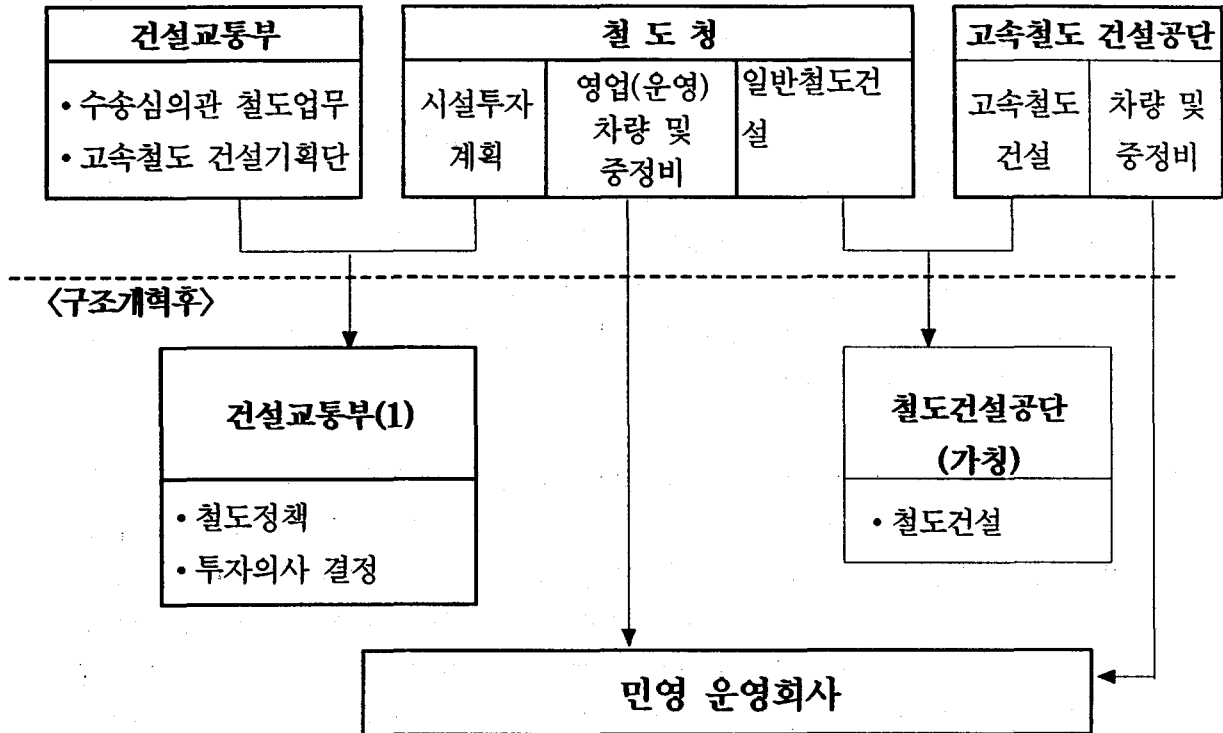 건설교통부
• 수송심의관 철도업무
• 고속철도 건설기획단
철 도 청
시설투자
계획
영업(운영)
차량 및
중정비
일반철도건
설
고속철도 건설공단
고속철도
건설
차량 및
중정비
<구조개혁후>
건설교통부(1)
• 철도정책
• 투자의사 결정
철도건설공단
(가칭)
• 철도건설
민영 운영회사